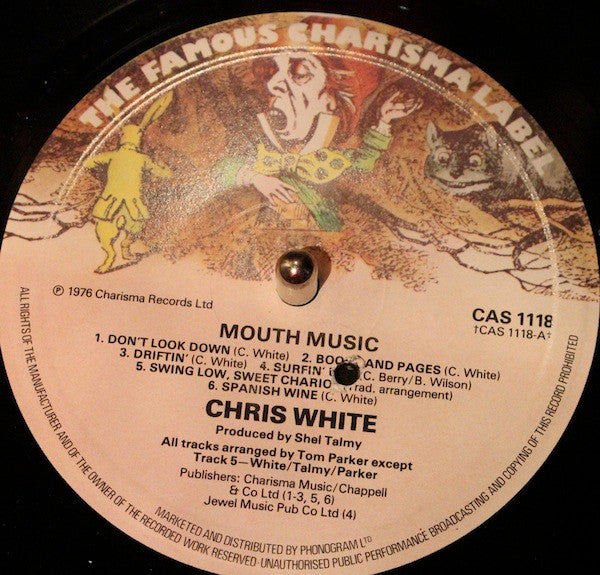 THE FAMOUS CHARISMA LABEL
℗ 1976 Charisma Records Ltd
CAS 1118
†CAS 1118-A†
MOUTH MUSIC
1. DON'T LOOK DOWN (C. White) 2. BOO AND PAGES (C. White)
3. DRIFTIN' (C. White) 4. SURFIN' C. Berry/B. Wilson)
5. SWING LOW, SWEET CHARIO (Trad. arrangement)
6. SPANISH WINE (C. White)
CHRIS WHITE
Produced by Shel Talmy
All tracks arranged by Tom Parker except
Track 5—White/Talmy/Parker
Publishers: Charisma Music/Chappell
& Co Ltd (1-3, 5, 6)
Jewel Music Pub Co Ltd (4)
MARKETED AND DISTRIBUTED BY PHONOGRAM LTD
ALL RIGHTS OF THE MANUFACTURER AND OF THE OWNER OF THE RECORDED WORK RESERVED·UNAUTHORISED PUBLIC PERFORMANCE BROADCASTING AND COPYING OF THIS RECORD PROHIBITED